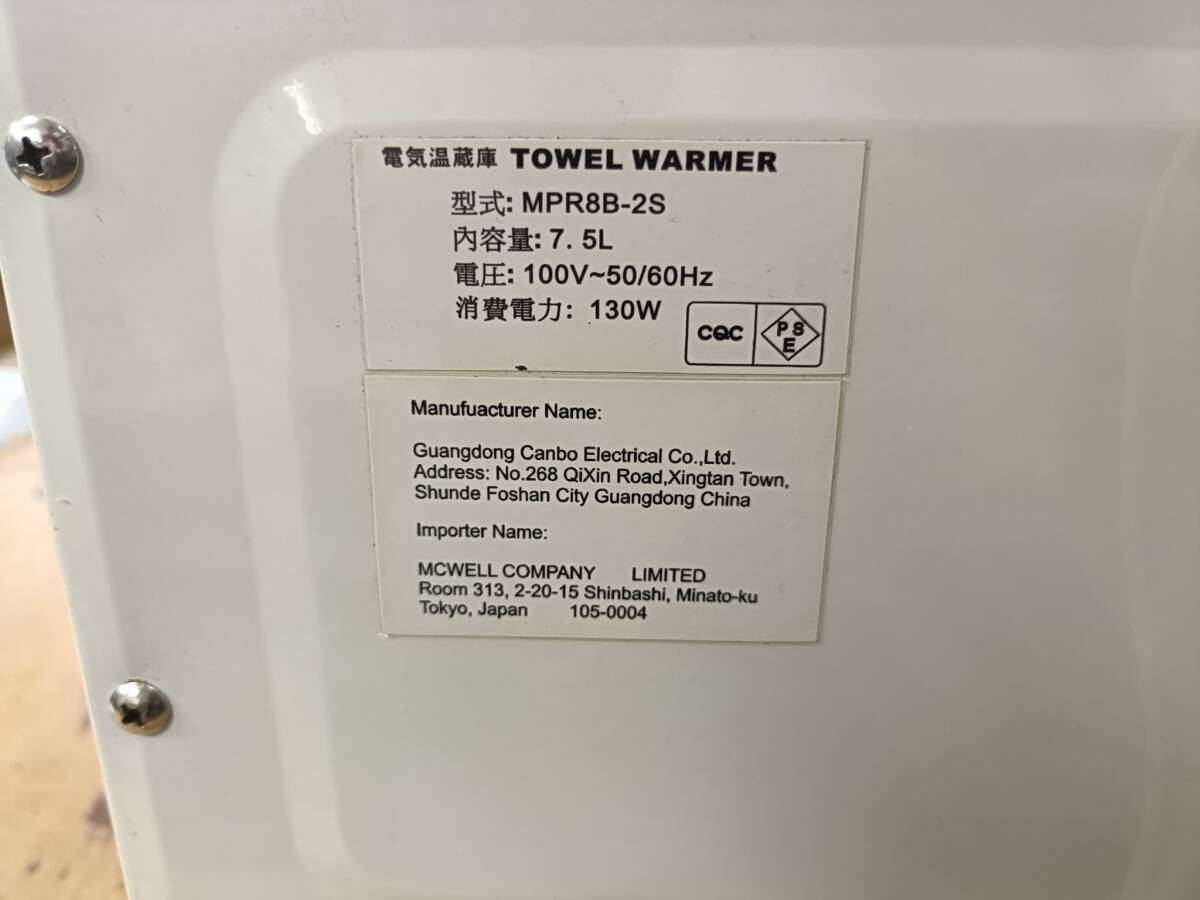 電気温蔵庫 TOWEL WARMER
型式: MPR8B-2S
內容量: 7. 5L
電圧: 100V~50/60Hz
消費電力: 130W
CQC
PS
E
Manufuacturer Name:
Guangdong Canbo Electrical Co.,Ltd.
Address: No.268 QiXin Road,Xingtan Town,
Shunde Foshan City Guangdong China
Importer Name:
MCWELL COMPANY LIMITED
Room 313, 2-20-15 Shinbashi, Minato-ku
Tokyo, Japan 105-0004